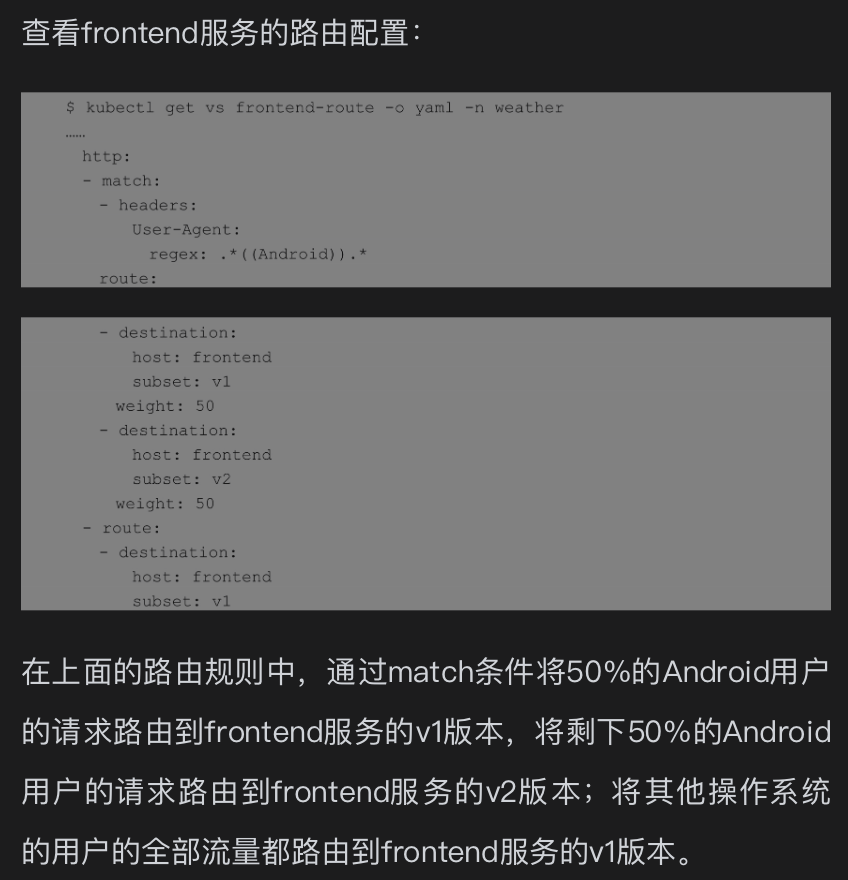 查看frontend服务的路由配置：
$ kubectl get vs frontend-route -o yaml -n weather
……
http:
- match:
- headers:
User-Agent:
regex: .*((Android)).*
route:
- destination:
host: frontend
subset: v1
weight: 50
- destination:
host: frontend
subset: v2
weight: 50
- route:
- destination:
host: frontend
subset: v1
在上面的路由规则中，通过match条件将50%的Android用户
的请求路由到frontend服务的v1版本，将剩下50%的Android
用户的请求路由到frontend服务的v2版本；将其他操作系统
的用户的全部流量都路由到frontend服务的v1版本。